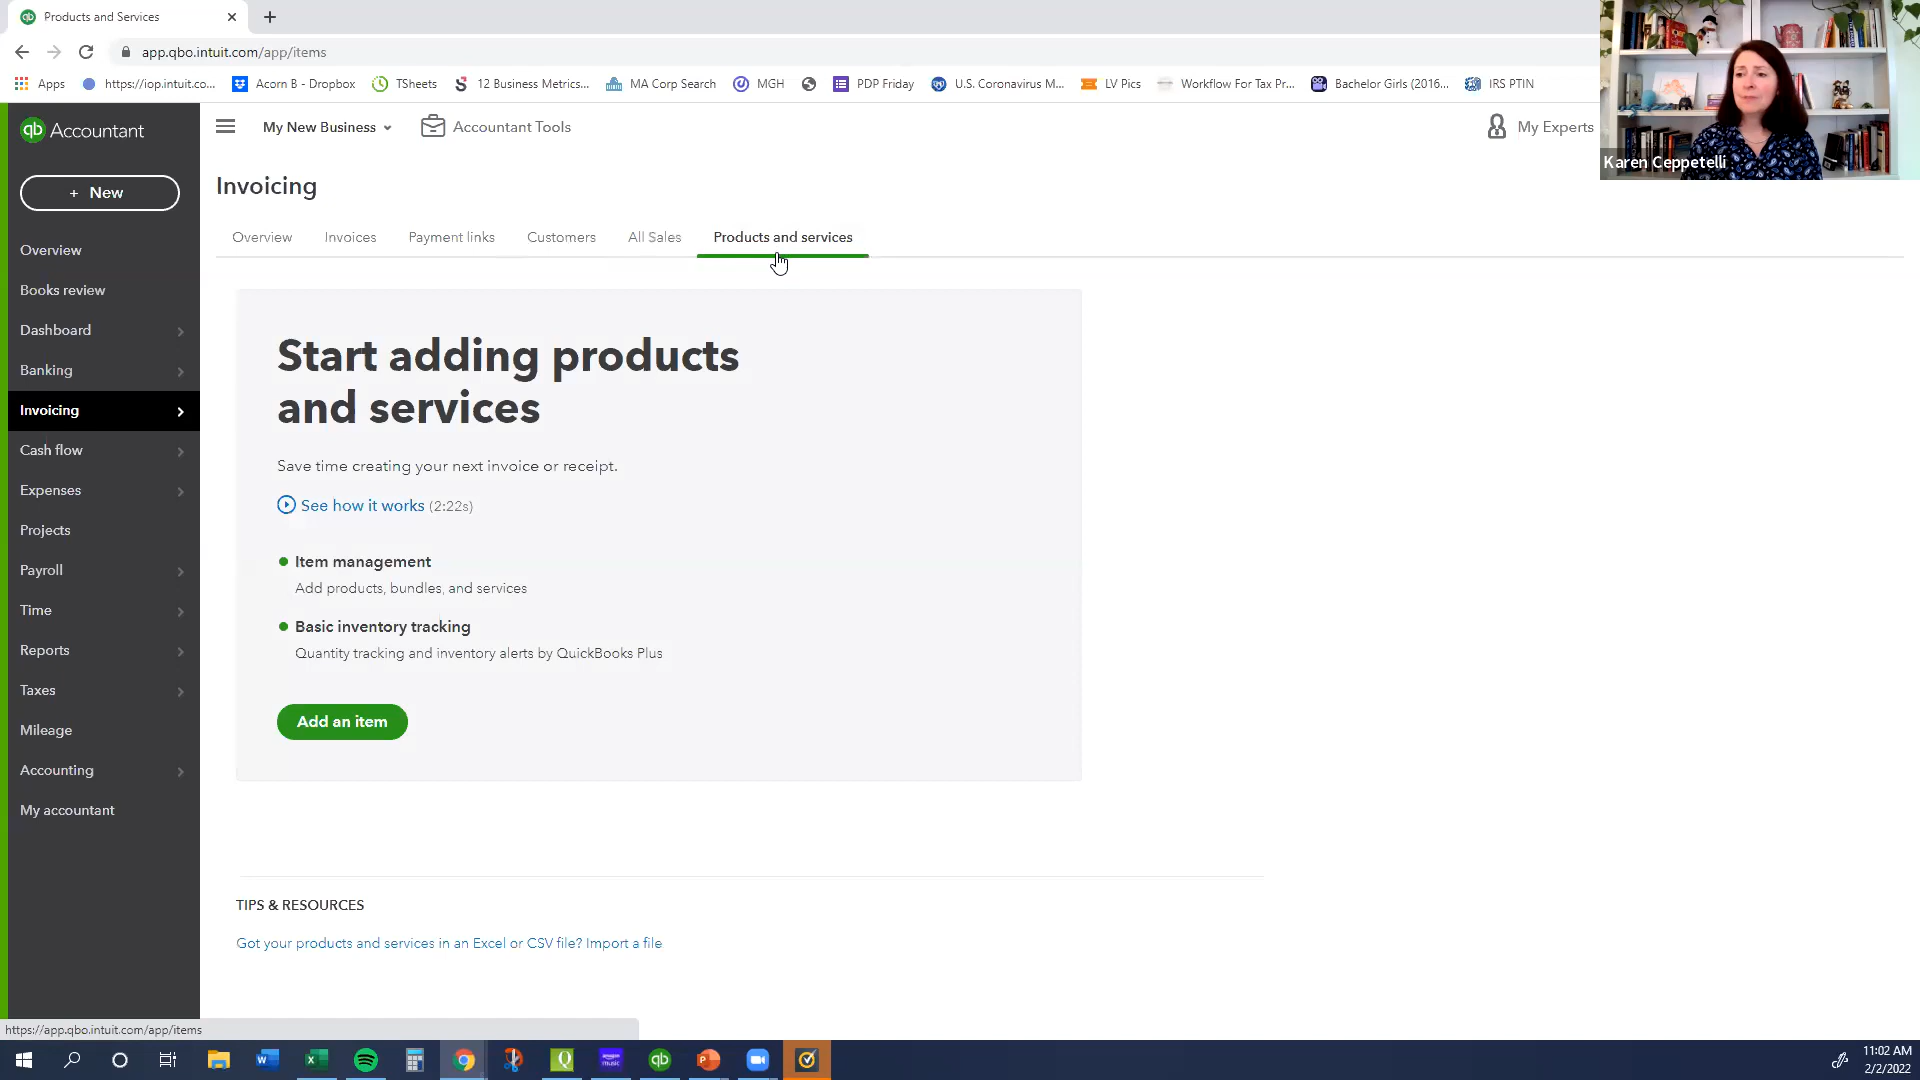 Products and Services
app.qbo.intuit.com/app/items
Apps
https://iop.intuit.co...
Acorn B - Dropbox
TSheets
12 Business Metrics...
MA Corp Search
MGH
PDP Friday
U.S. Coronavirus M...
LV Pics
Workflow For Tax Pr...
Bachelor Girls (2016...
IRS PTIN
qb Accountant
My New Business
Accountant Tools
My Experts
Karen Ceppetelli
+ New
Invoicing
Overview
Invoices
Payment links
Customers
All Sales
Products and services
Overview
Books review
Dashboard
Banking
Invoicing
Cash flow
Expenses
Projects
Payroll
Time
Reports
Taxes
Mileage
Accounting
My accountant
Start adding products
and services
Save time creating your next invoice or receipt.
See how it works (2:22s)
Item management
Add products, bundles, and services
Basic inventory tracking
Quantity tracking and inventory alerts by QuickBooks Plus
Add an item
TIPS & RESOURCES
Got your products and services in an Excel or CSV file? Import a file
https://app.qbo.intuit.com/app/items
11:02 AM
2/2/2022